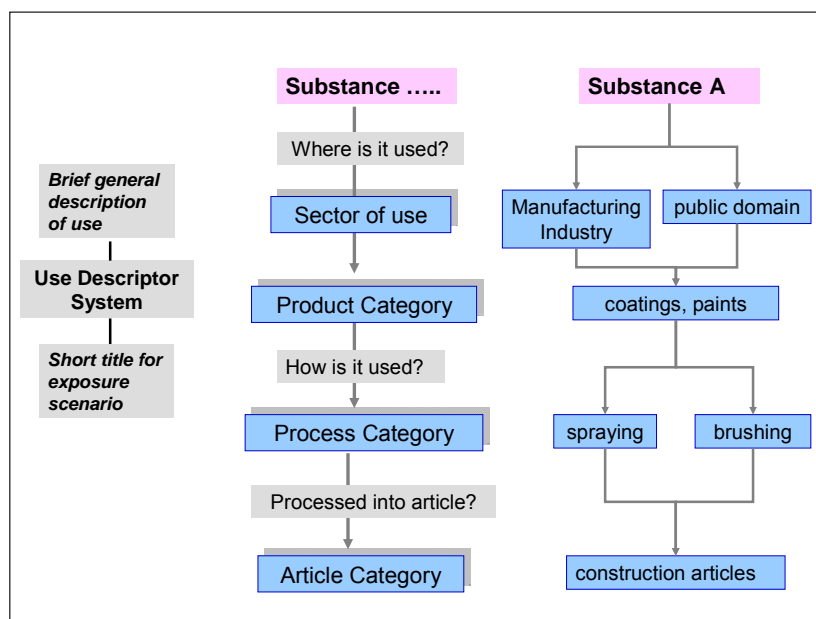 Brief general
description
of use
Use Descriptor
System
Short title for
exposure
scenario
Substance …..
Where is it used?
Sector of use
Product Category
How is it used?
Process Category
Processed into article?
Article Category
Substance A
Manufacturing
Industry
public domain
coatings, paints
spraying
brushing
construction articles